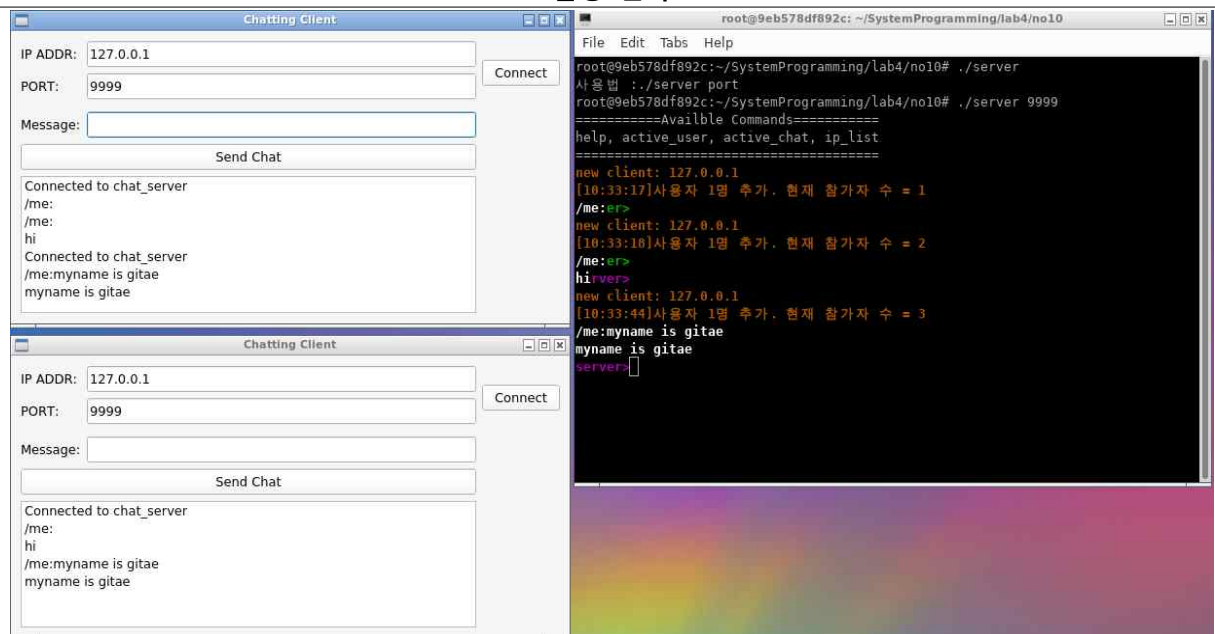 Chatting Client
IP ADDR: 127.0.0.1
PORT: 9999
Connect
Message:
Send Chat
Connected to chat_server
/me:
/me:
hi
Connected to chat_server
/me:myname is gitae
myname is gitae
Chatting Client
IP ADDR: 127.0.0.1
PORT: 9999
Connect
Message:
Send Chat
Connected to chat_server
/me:
hi
/me:myname is gitae
myname is gitae
root@9eb578df892c: ~/SystemProgramming/lab4/no10
File Edit Tabs Help
root@9eb578df892c:~/SystemProgramming/lab4/no10# ./server
사용법 :./server port
root@9eb578df892c:~/SystemProgramming/lab4/no10# ./server 9999
===========Availble Commands===========
help, active_user, active_chat, ip_list
=======================================
new client: 127.0.0.1
[10:33:17]사용자 1명 추가. 현재 참가자 수 = 1
/me:er>
new client: 127.0.0.1
[10:33:18]사용자 1명 추가. 현재 참가자 수 = 2
/me:er>
hirver>
new client: 127.0.0.1
[10:33:44]사용자 1명 추가. 현재 참가자 수 = 3
/me:myname is gitae
myname is gitae
server>